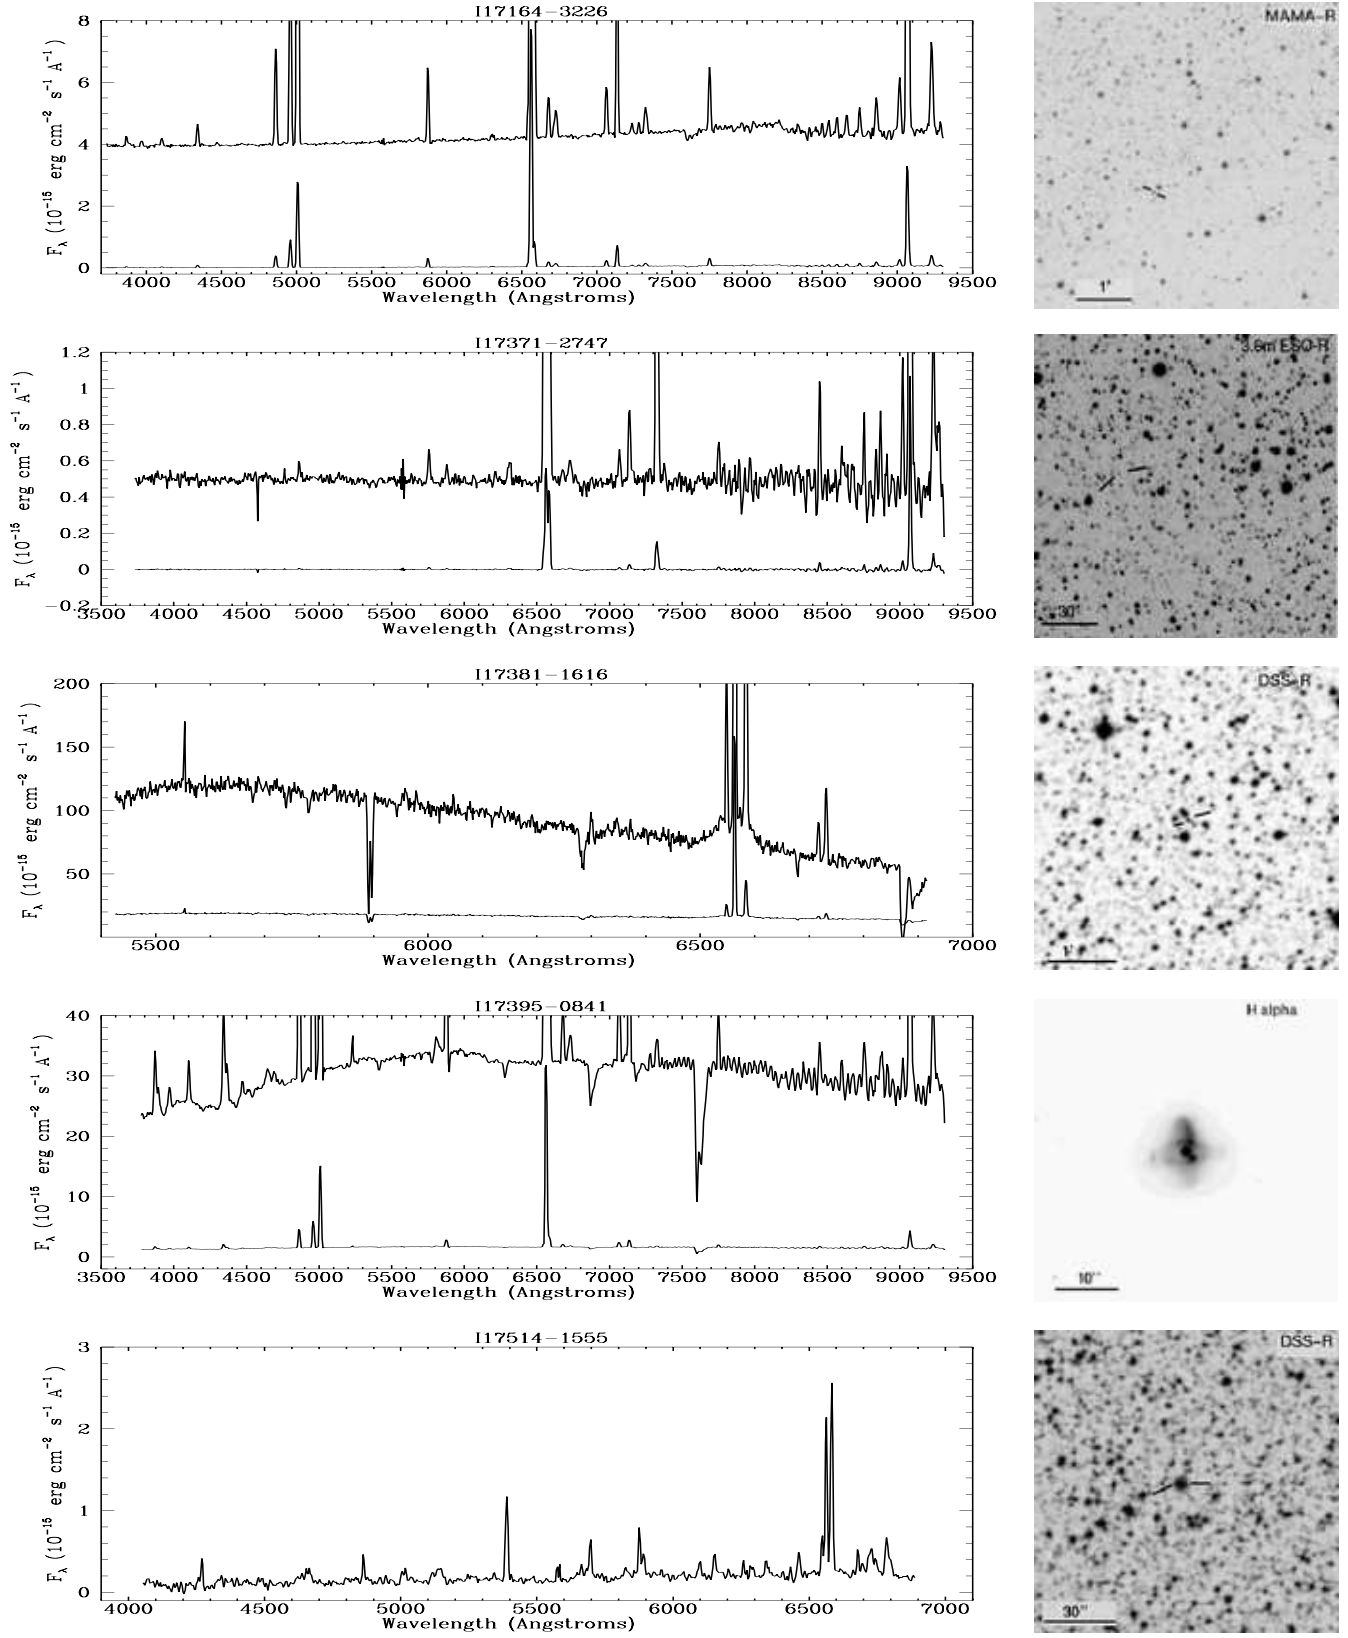 I17164−3226
MAMA−R
8
6
4
2
0
F_λ (10^−15 erg cm^−2 s^−1 A^−1)
4000 4500 5000 5500 6000 6500 7000 7500 8000 8500 9000 9500
Wavelength (Angstroms)
1'
I17371−2747
3.6m ESO-R
1.2
1
0.8
0.6
0.4
0.2
0
−0.2
F_λ (10^−15 erg cm^−2 s^−1 A^−1)
3500 4000 4500 5000 5500 6000 6500 7000 7500 8000 8500 9000 9500
Wavelength (Angstroms)
30"
I17381−1616
DSS−R
200
150
100
50
F_λ (10^−15 erg cm^−2 s^−1 A^−1)
5500 6000 6500 7000
Wavelength (Angstroms)
1'
I17395−0841
H alpha
40
30
20
10
0
F_λ (10^−15 erg cm^−2 s^−1 A^−1)
3500 4000 4500 5000 5500 6000 6500 7000 7500 8000 8500 9000 9500
Wavelength (Angstroms)
10''
I17514−1555
DSS−R
3
2
1
0
F_λ (10^−15 erg cm^−2 s^−1 A^−1)
4000 4500 5000 5500 6000 6500 7000
Wavelength (Angstroms)
30"